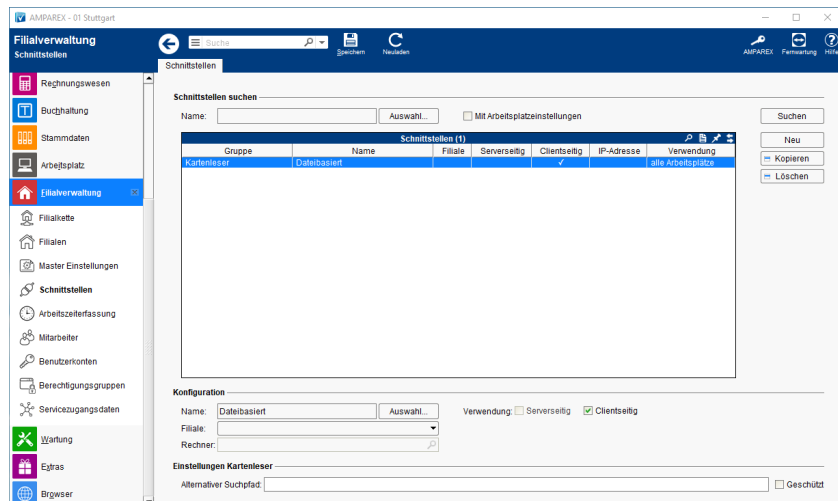 AMPAREX - 01 Stuttgart
Filialverwaltung
Schnittstellen
Suche
Speichern
Neuladen
AMPAREX
Fernwartung
Hilfe
Schnittstellen
Rechnungswesen
Buchhaltung
Stammdaten
Arbeitsplatz
Filialverwaltung
Filialkette
Filialen
Master Einstellungen
Schnittstellen
Arbeitszeiterfassung
Mitarbeiter
Benutzerkonten
Berechtigungsgruppen
Servicezugangsdaten
Wartung
Extras
Browser
Schnittstellen suchen
Name: Auswahl... Mit Arbeitsplatzeinstellungen Suchen
Schnittstellen (1) Neu
Gruppe Name Filiale Serverseitig Clientseitig IP-Adresse Verwendung
Kartenleser Dateibasiert ✓ alle Arbeitsplätze
Kopieren
Löschen
Konfiguration
Name: Dateibasiert Auswahl... Verwendung: Serverseitig Clientseitig
Filiale:
Rechner:
Einstellungen Kartenleser
Alternativer Suchpfad: Geschützt